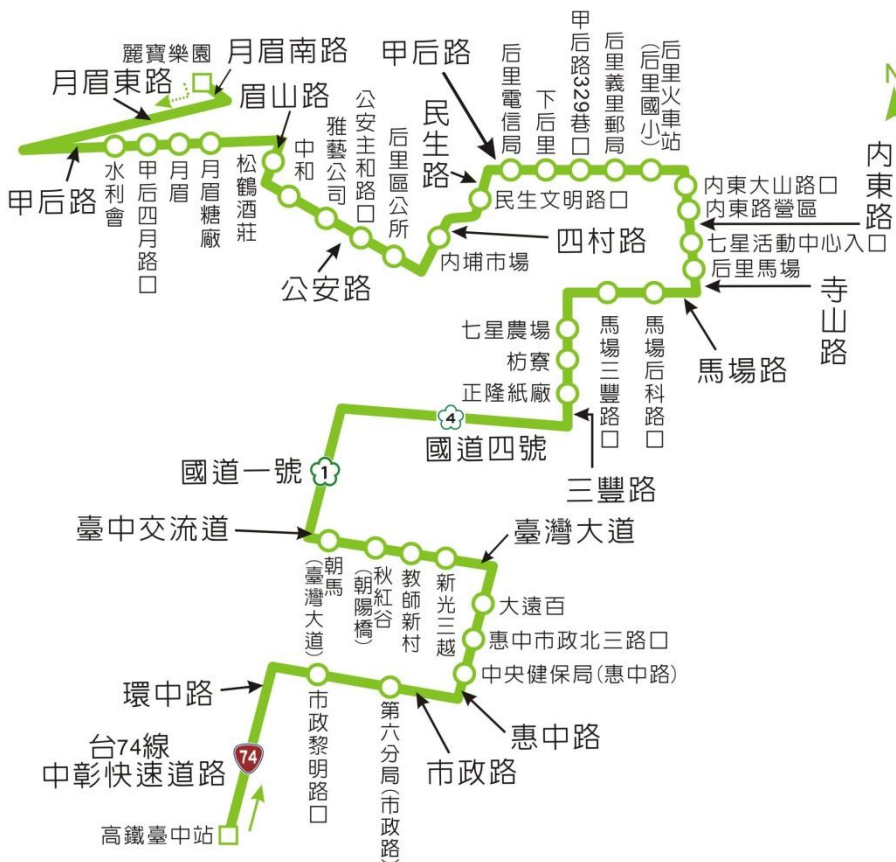 麗寶樂園
月眉南路
月眉東路
甲后路
水利會
甲后四月路口
月眉
月眉糖廠
松鶴酒莊
眉山路
中和
雅藝公司
公安主和路口
后里區公所
公安路
內埔市場
四村路
民生路
民生文明路口
甲后路
后里電信局
下后里
甲后路329巷口
后里義里郵局
后里火車站
(后里國小)
N
內東大山路口
內東路營區
七星活動中心入口
后里馬場
內東路
寺山路
馬場路
馬場后科路口
馬場三豐路口
七星農場
枋寮
正隆紙廠
三豐路
4
國道四號
1
國道一號
臺中交流道
朝馬
(臺灣大道)
秋紅谷
(朝陽橋)
教師新村
新光三越
臺灣大道
大遠百
惠中市政北三路口
中央健保局(惠中路)
惠中路
市政路
第六分局(市政路)
市政黎明路口
環中路
74
台74線
中彰快速道路
高鐵臺中站